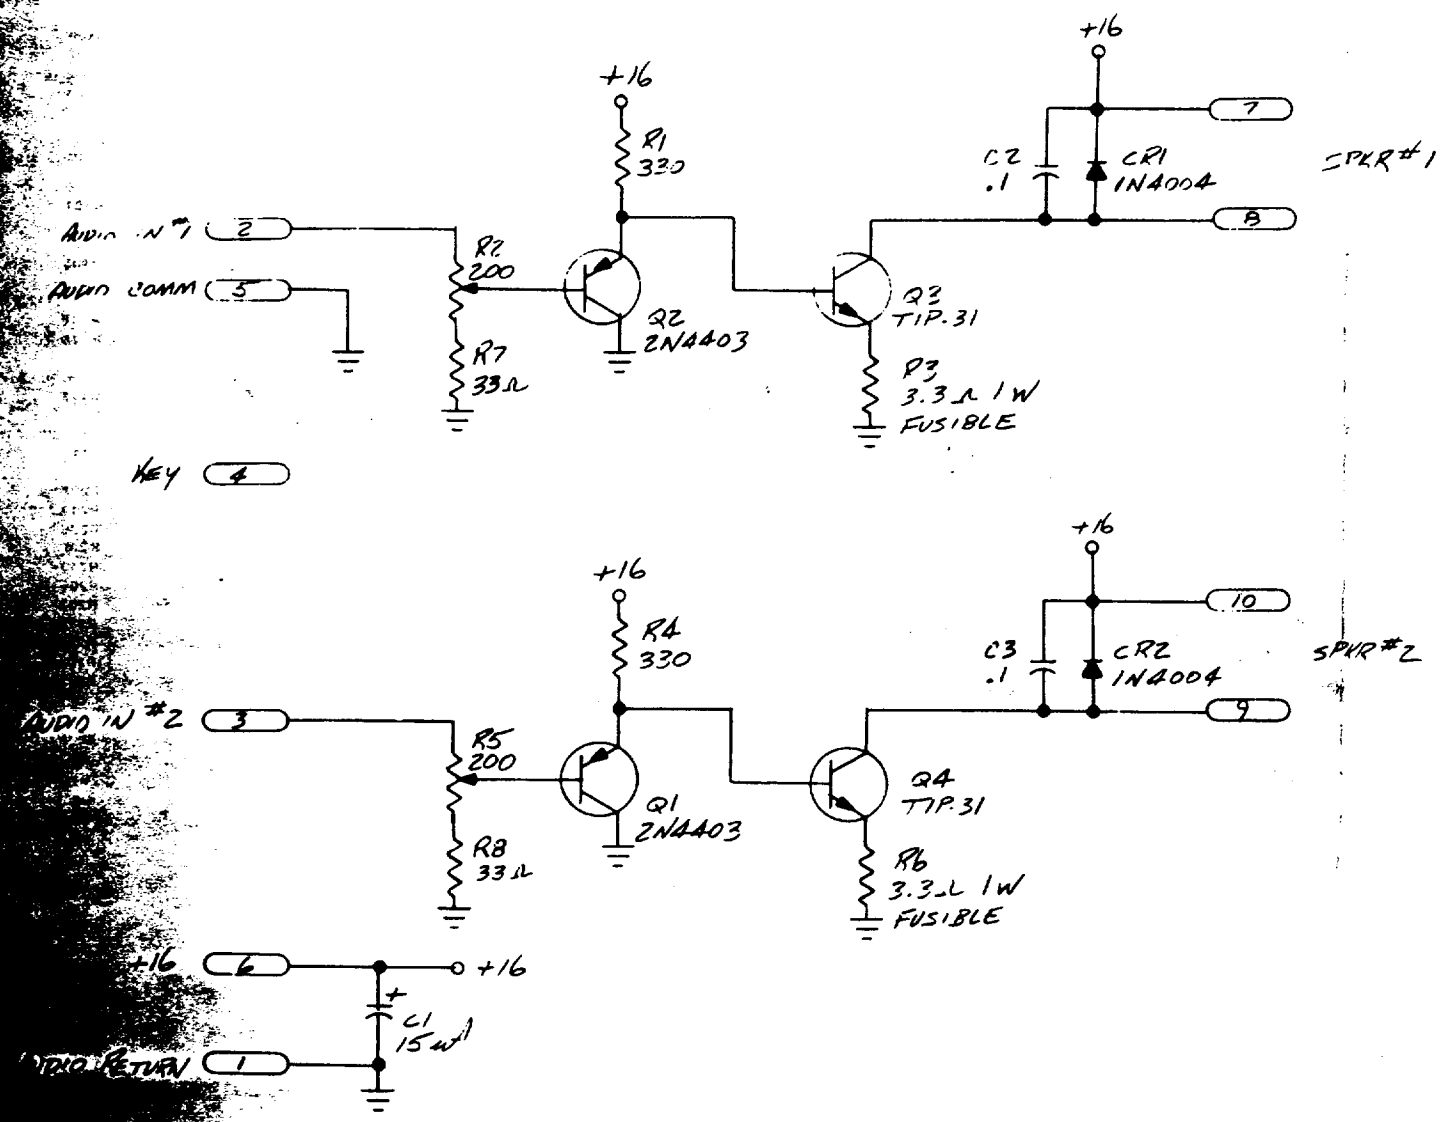 +16
+16
R1
330
C2
.1
CR1
1N4004
7
8
SPKR #1
AUDIO IN #1
2
R2
200
AUDIO COMM
5
Q2
2N4403
Q3
TIP.31
R7
33Ω
R3
3.3Ω 1W
FUSIBLE
KEY
4
+16
+16
R4
330
C3
.1
CR2
1N4004
10
9
SPKR #2
AUDIO IN #2
3
R5
200
Q1
2N4403
Q4
TIP.31
R8
33Ω
R6
3.3Ω 1W
FUSIBLE
+16
6
+16
+
C1
15
RETURN
1